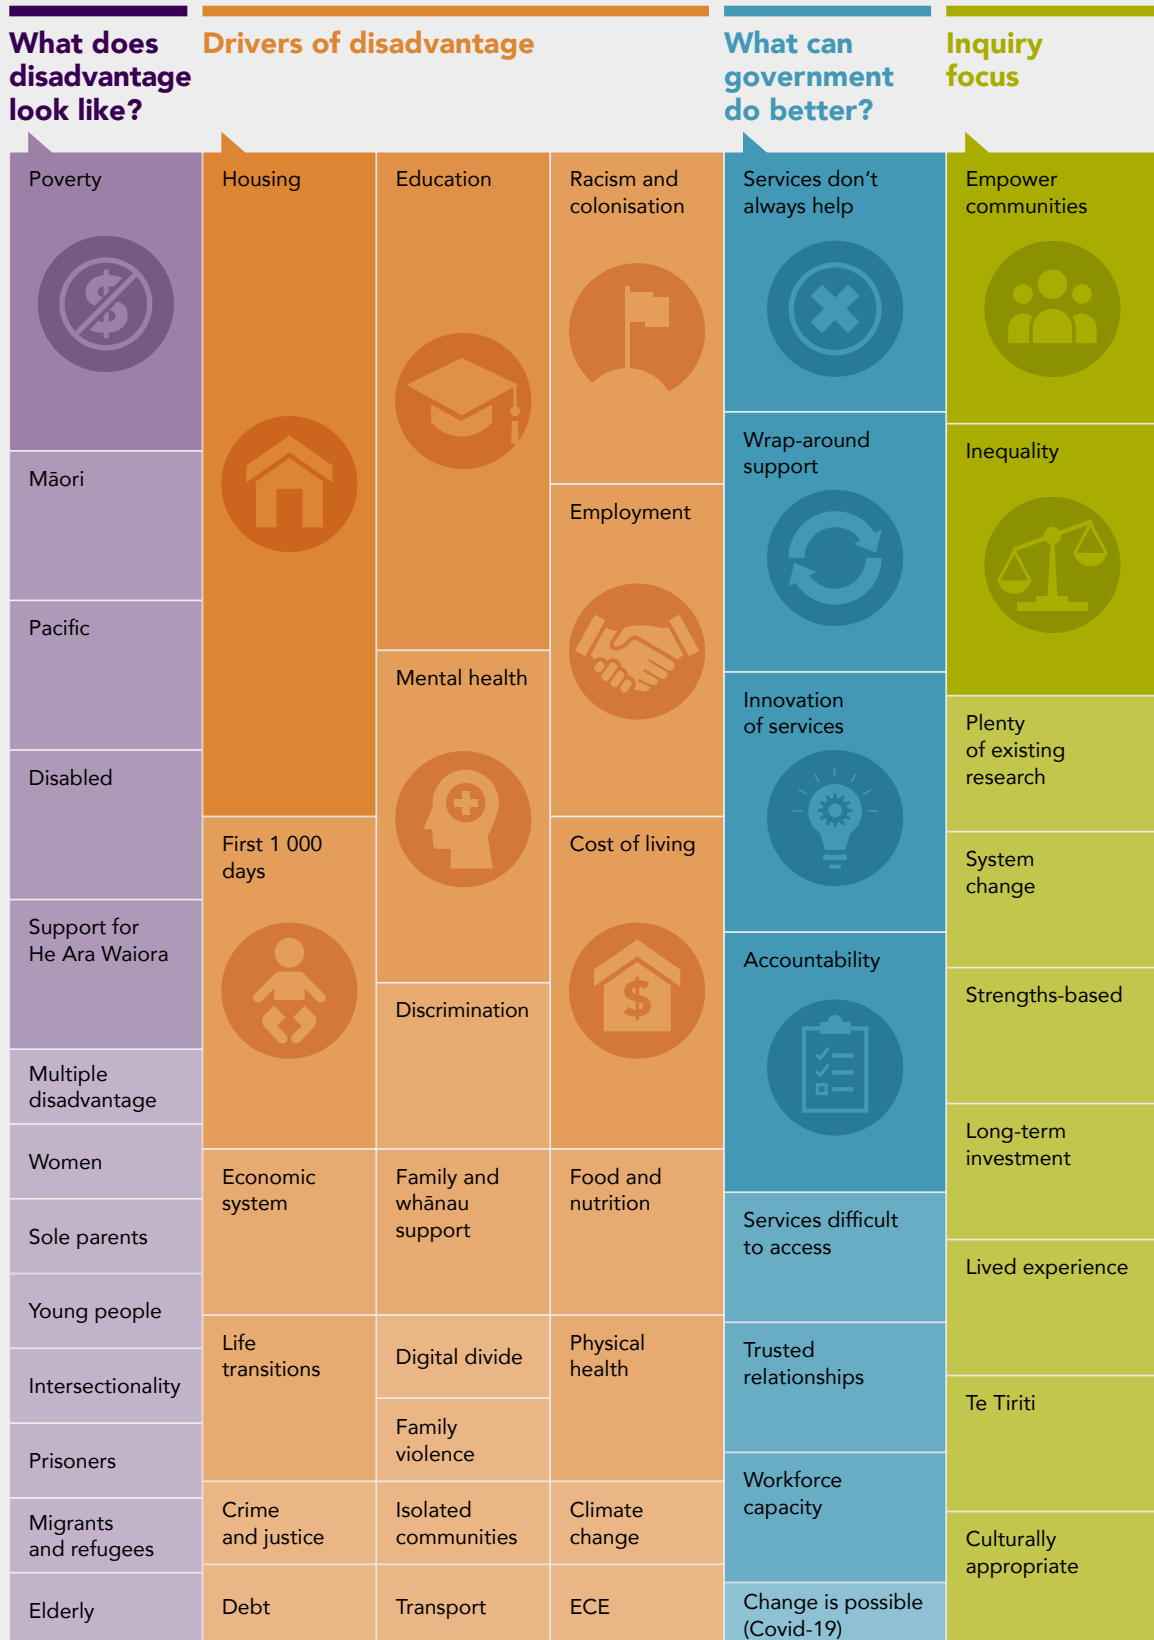 What does
disadvantage
look like?
Drivers of disadvantage
What can
government
do better?
Inquiry
focus
Poverty
$
Māori
Pacific
Disabled
Support for
He Ara Waiora
Multiple
disadvantage
Women
Sole parents
Young people
Intersectionality
Prisoners
Migrants
and refugees
Elderly
Housing
First 1 000
days
Economic
system
Life
transitions
Crime
and justice
Debt
Education
Mental health
Discrimination
Family and
whānau
support
Digital divide
Family
violence
Isolated
communities
Transport
Racism and
colonisation
Employment
Cost of living
$
Food and
nutrition
Physical
health
Climate
change
ECE
Services don't
always help
Wrap-around
support
Innovation
of services
Accountability
Services difficult
to access
Trusted
relationships
Workforce
capacity
Change is possible
(Covid-19)
Empower
communities
Inequality
Plenty
of existing
research
System
change
Strengths-based
Long-term
investment
Lived experience
Te Tiriti
Culturally
appropriate